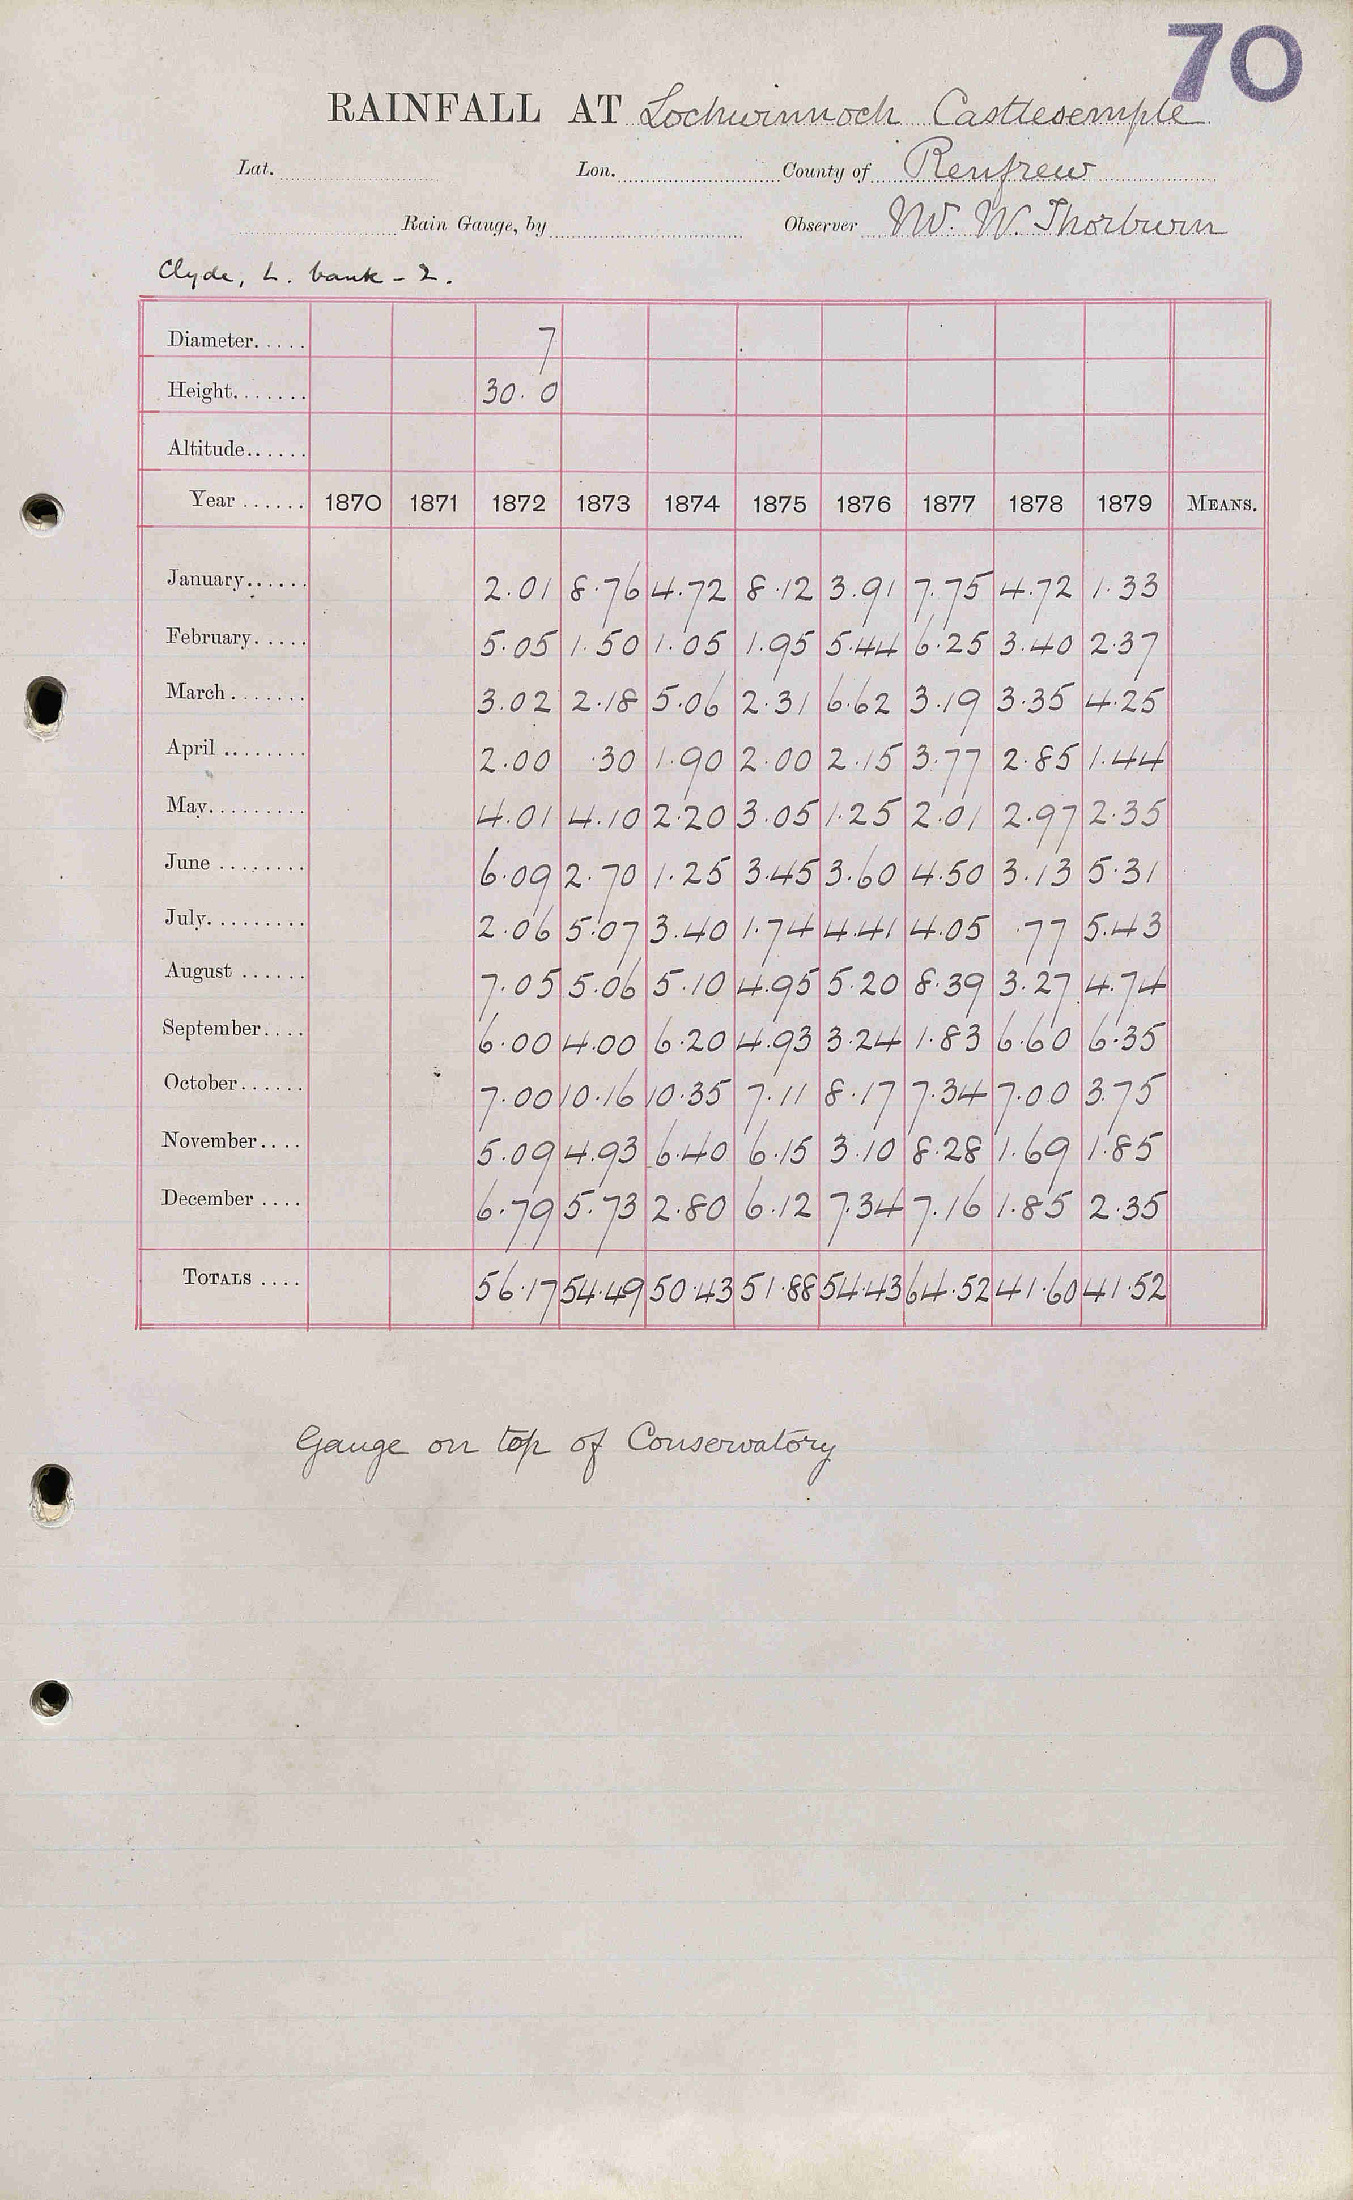 70
RAINFALL AT Lochwinnoch Castlesemple
Lat. Lon. County of Renfrew
Rain Gauge, by Observer W. W. Thorburn
Clyde, L. bank - 2.
Diameter..... 7
Height....... 30. 0
Altitude......
Year ...... 1870 1871 1872 1873 1874 1875 1876 1877 1878 1879 MEANS.
January...... 2.01 8.76 4.72 8.12 3.91 7.75 4.72 1.33
February..... 5.05 1.50 1.05 1.95 5.44 6.25 3.40 2.37
March....... 3.02 2.18 5.06 2.31 6.62 3.19 3.35 4.25
April ........ 2.00 .30 1.90 2.00 2.15 3.77 2.85 1.44
May......... 4.01 4.10 2.20 3.05 1.25 2.01 2.97 2.35
June ........ 6.09 2.70 1.25 3.45 3.60 4.50 3.13 5.31
July......... 2.06 5.07 3.40 1.74 4.41 4.05 .77 5.43
August ...... 7.05 5.06 5.10 4.95 5.20 8.39 3.27 4.74
September.... 6.00 4.00 6.20 4.93 3.24 1.83 6.60 6.35
October...... 7.00 10.16 10.35 7.11 8.17 7.34 7.00 3.75
November.... 5.09 4.93 6.40 6.15 3.10 8.28 1.69 1.85
December .... 6.79 5.73 2.80 6.12 7.34 7.16 1.85 2.35
TOTALS .... 56.17 54.49 50.43 51.88 54.43 64.52 41.60 41.52
Gauge on top of Conservatory